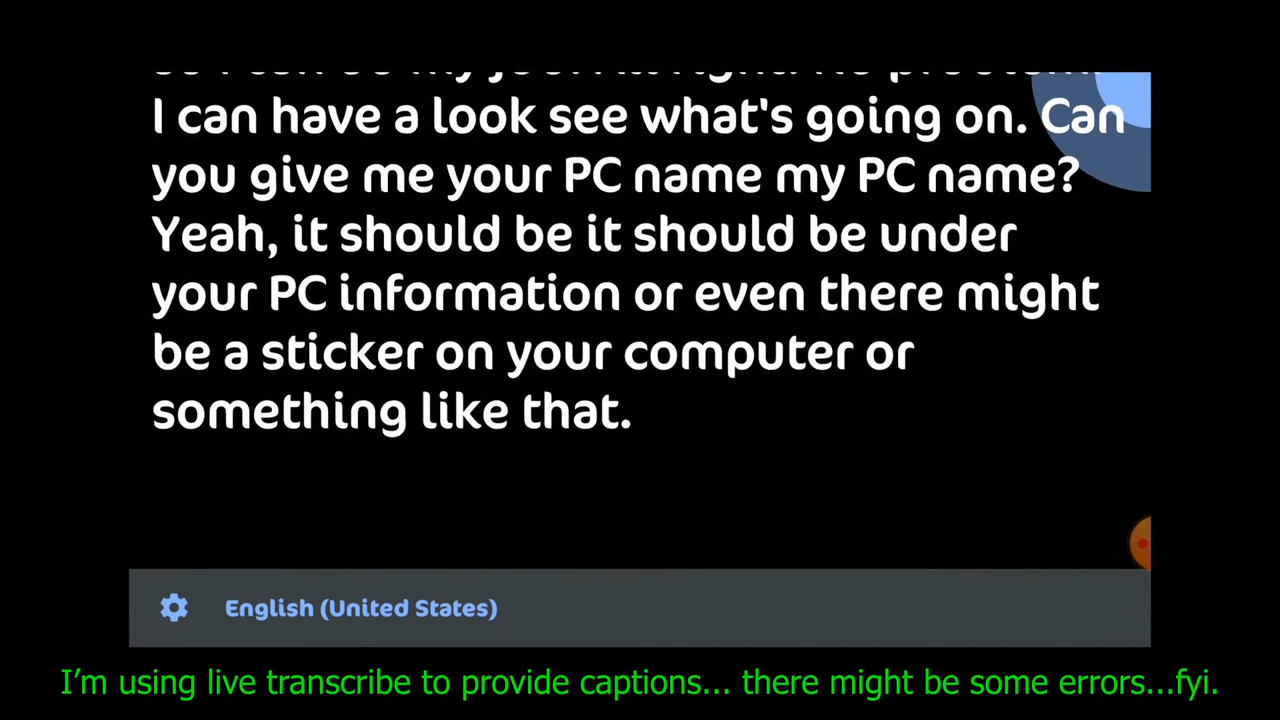 I can have a look see what's going on. Can
you give me your PC name my PC name?
Yeah, it should be it should be under
your PC information or even there might
be a sticker on your computer or
something like that.
English (United States)
I'm using live transcribe to provide captions... there might be some errors...fyi.